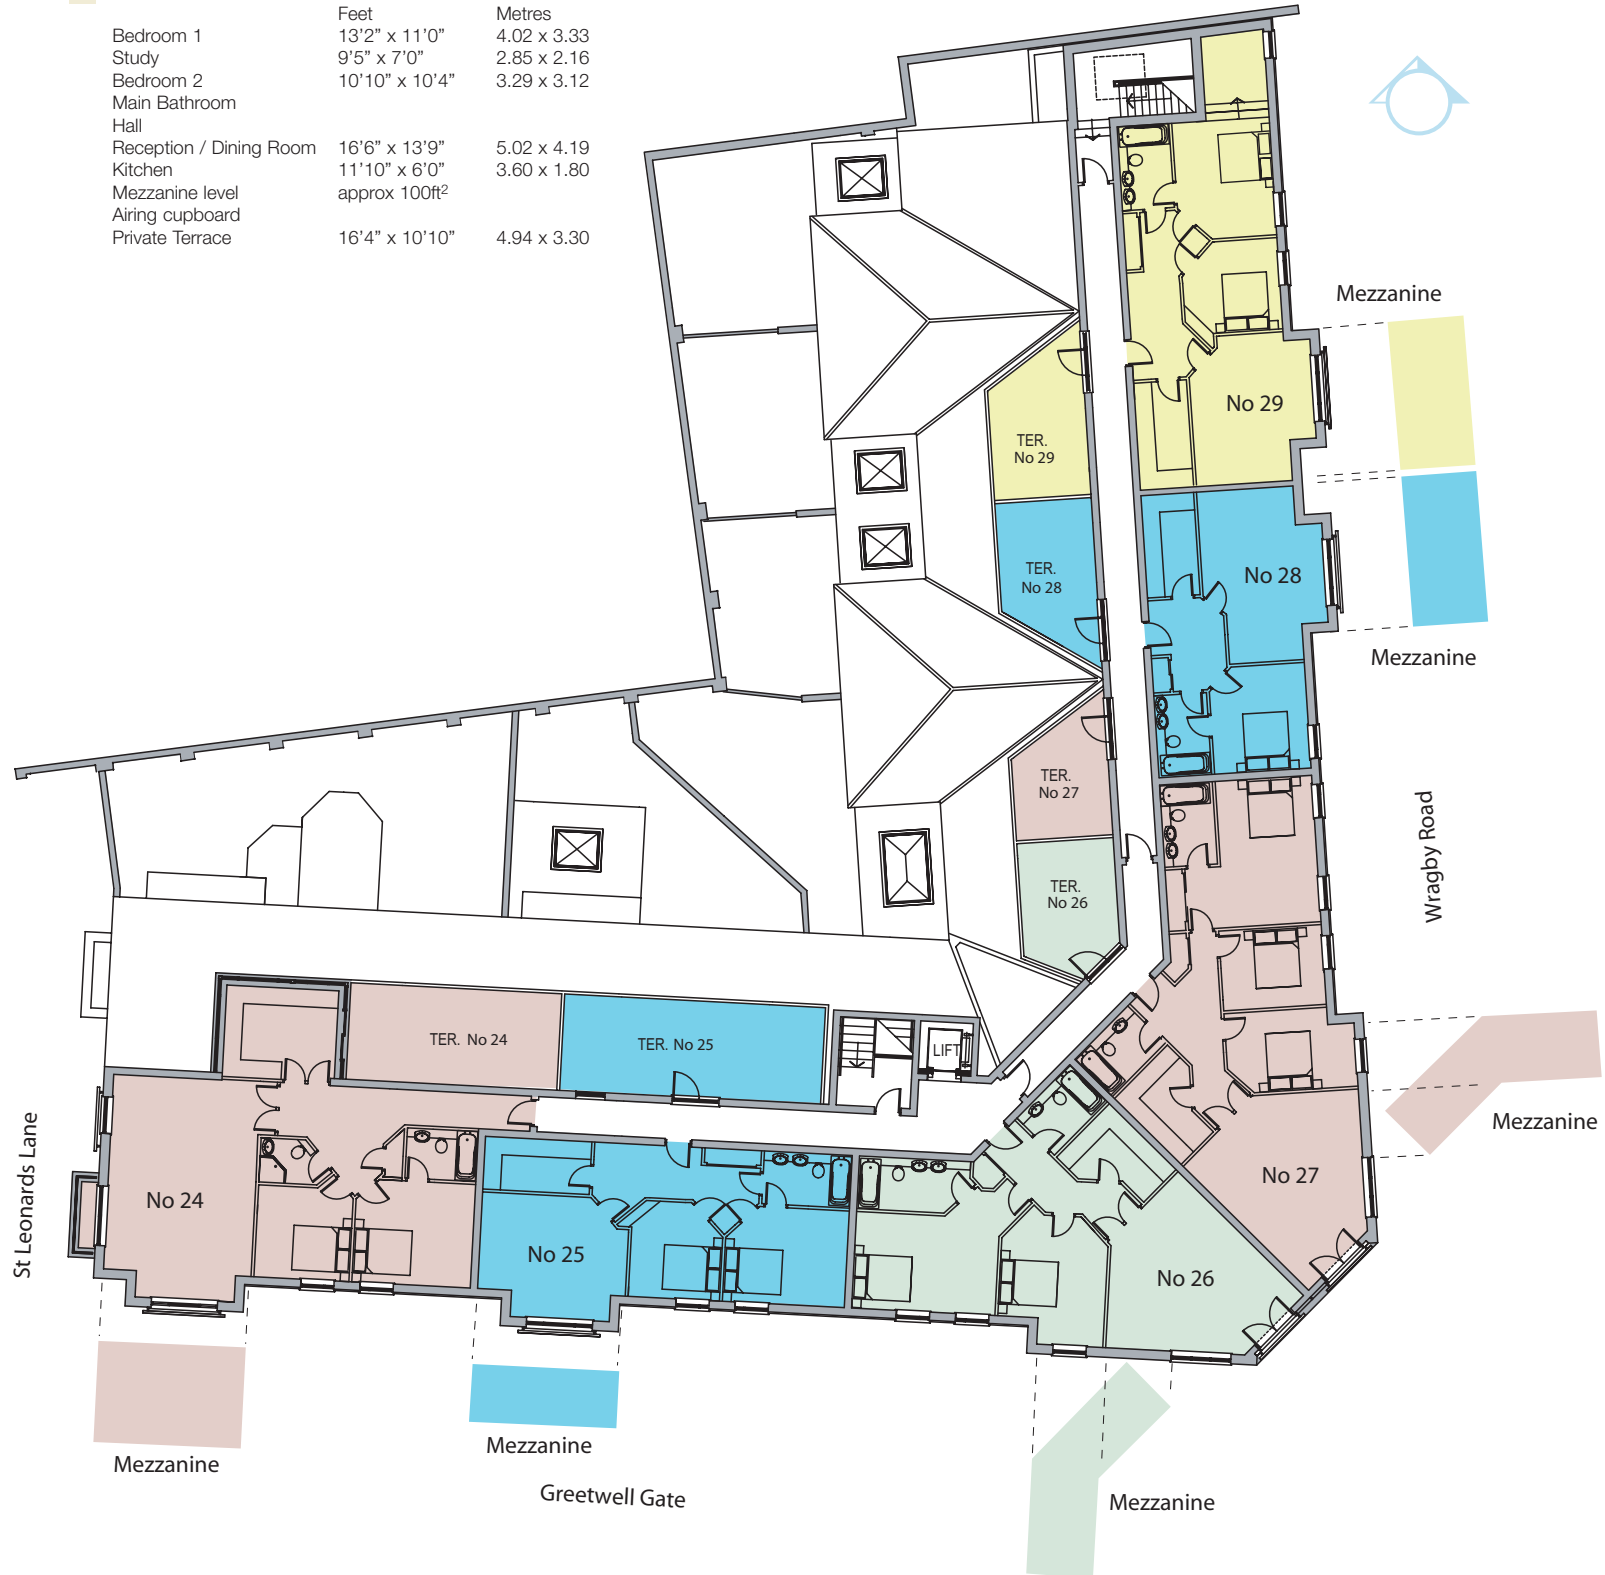 Feet Metres
Bedroom 1 13’2” x 11’0” 4.02 x 3.33
Study 9’5” x 7’0” 2.85 x 2.16
Bedroom 2 10’10” x 10’4” 3.29 x 3.12
Main Bathroom
Hall
Reception / Dining Room 16’6” x 13’9” 5.02 x 4.19
Kitchen 11’10” x 6’0” 3.60 x 1.80
Mezzanine level approx 100ft²
Airing cupboard
Private Terrace 16’4” x 10’10” 4.94 x 3.30
Mezzanine
No 29
TER.
No 29
TER.
No 28
No 28
Mezzanine
TER.
No 27
Wragby Road
TER.
No 26
TER. No 24
TER. No 25
LIFT
Mezzanine
St Leonards Lane
No 24
No 25
No 26
No 27
Mezzanine
Mezzanine
Greetwell Gate
Mezzanine